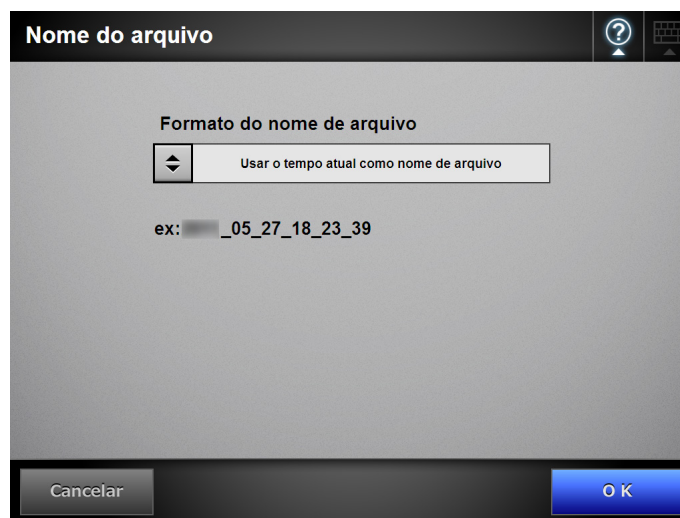 Nome do arquivo
?
Formato do nome de arquivo
Usar o tempo atual como nome de arquivo
ex: _05_27_18_23_39
Cancelar
OK